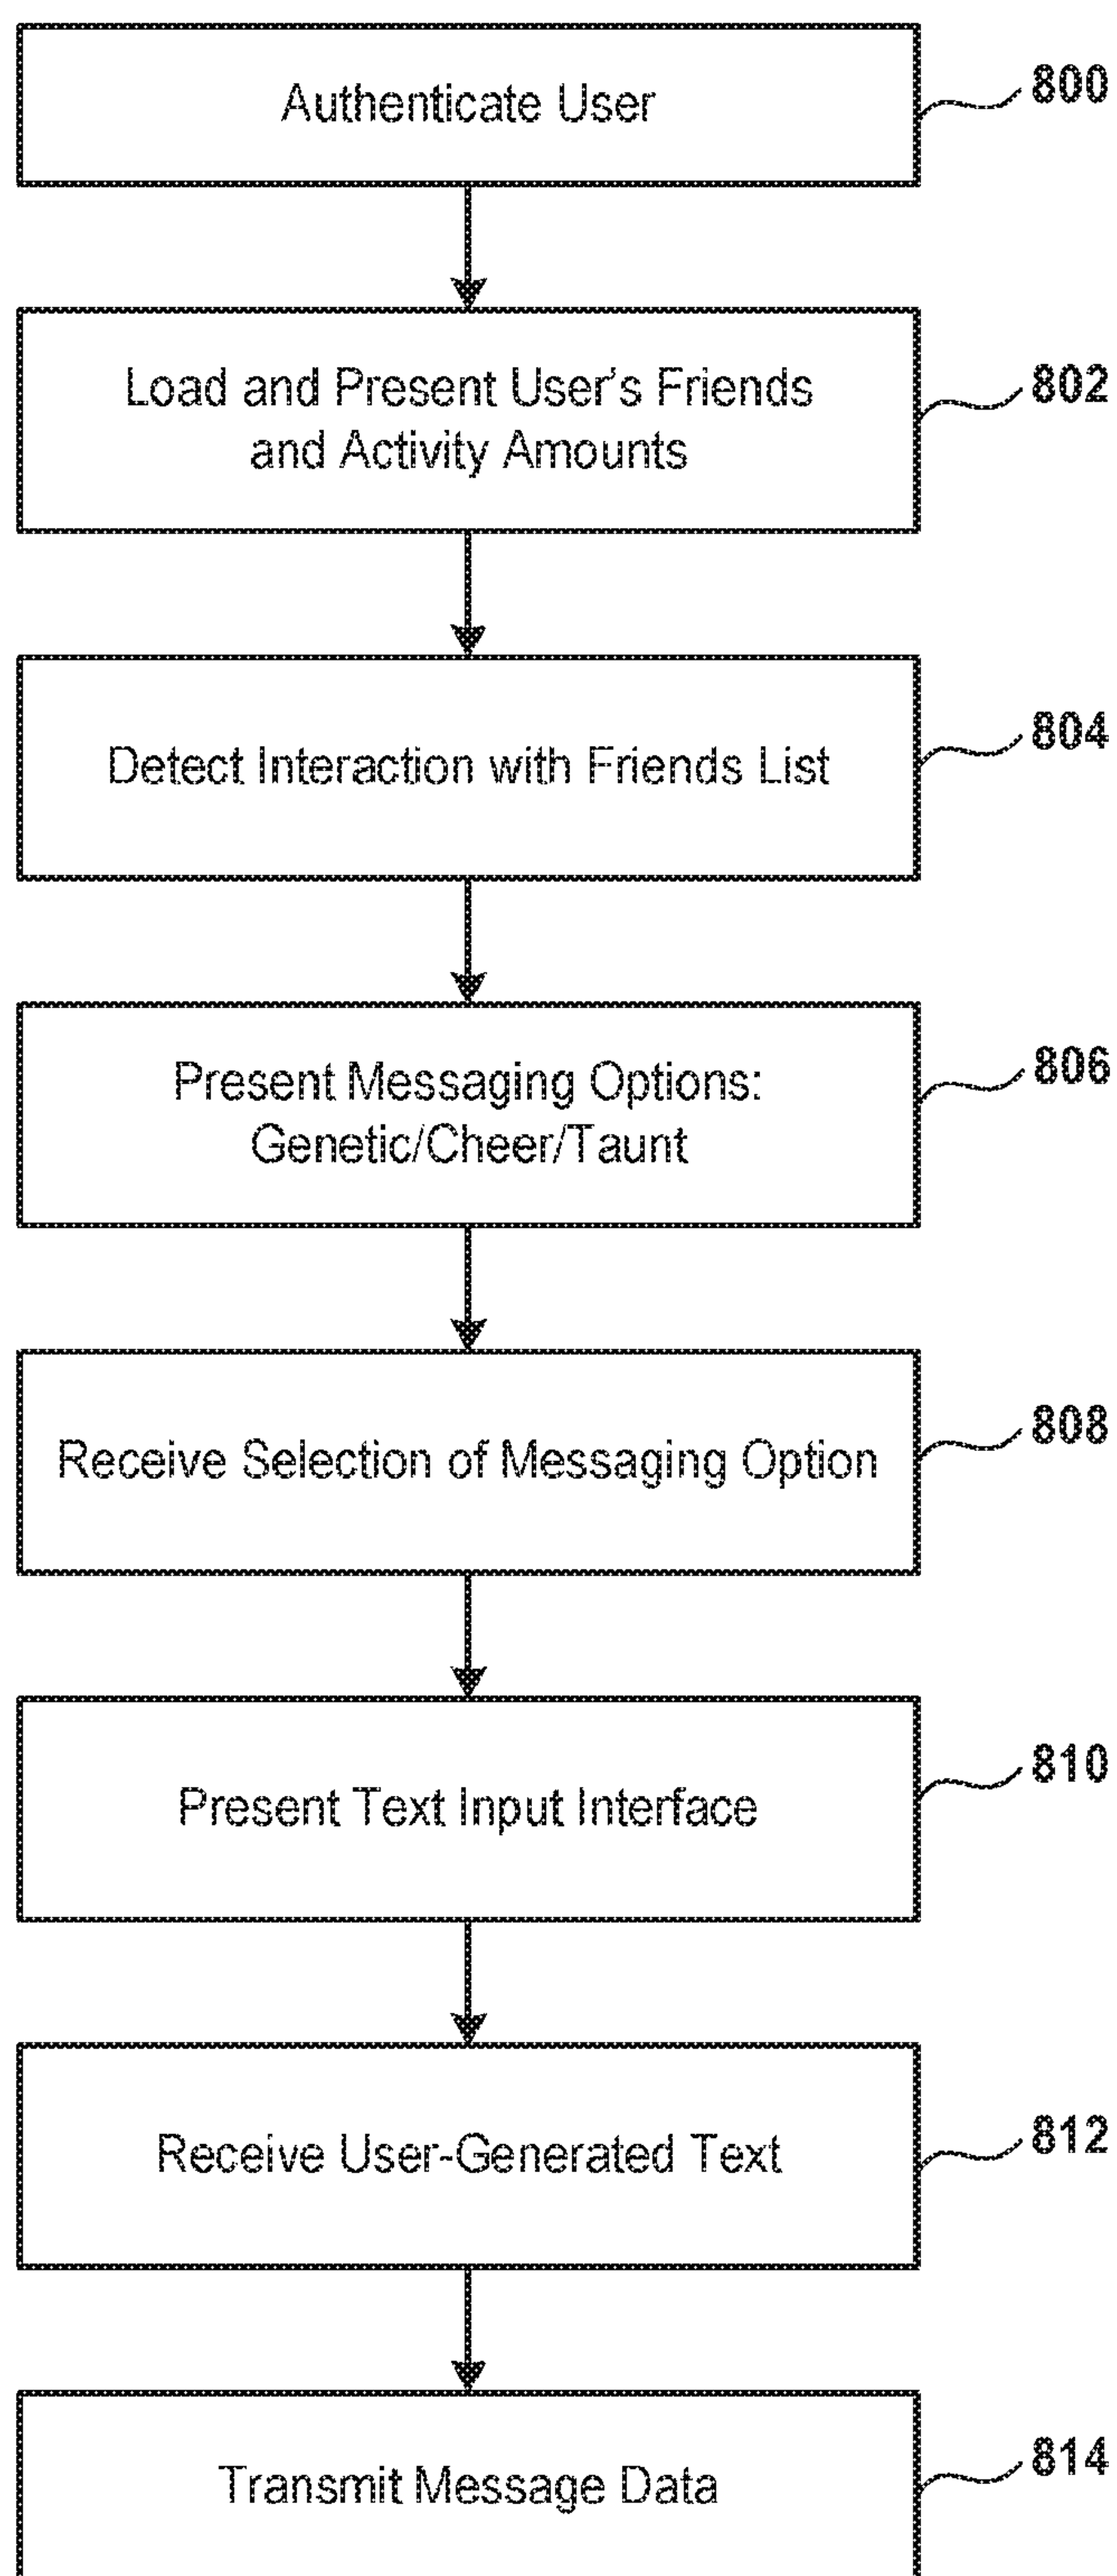 Authenticate User
800
Load and Present User's Friends
and Activity Amounts
802
Detect Interaction with Friends List
804
Present Messaging Options:
Genetic/Cheer/Taunt
806
Receive Selection of Messaging Option
808
Present Text Input Interface
810
Receive User-Generated Text
812
Transmit Message Data
814